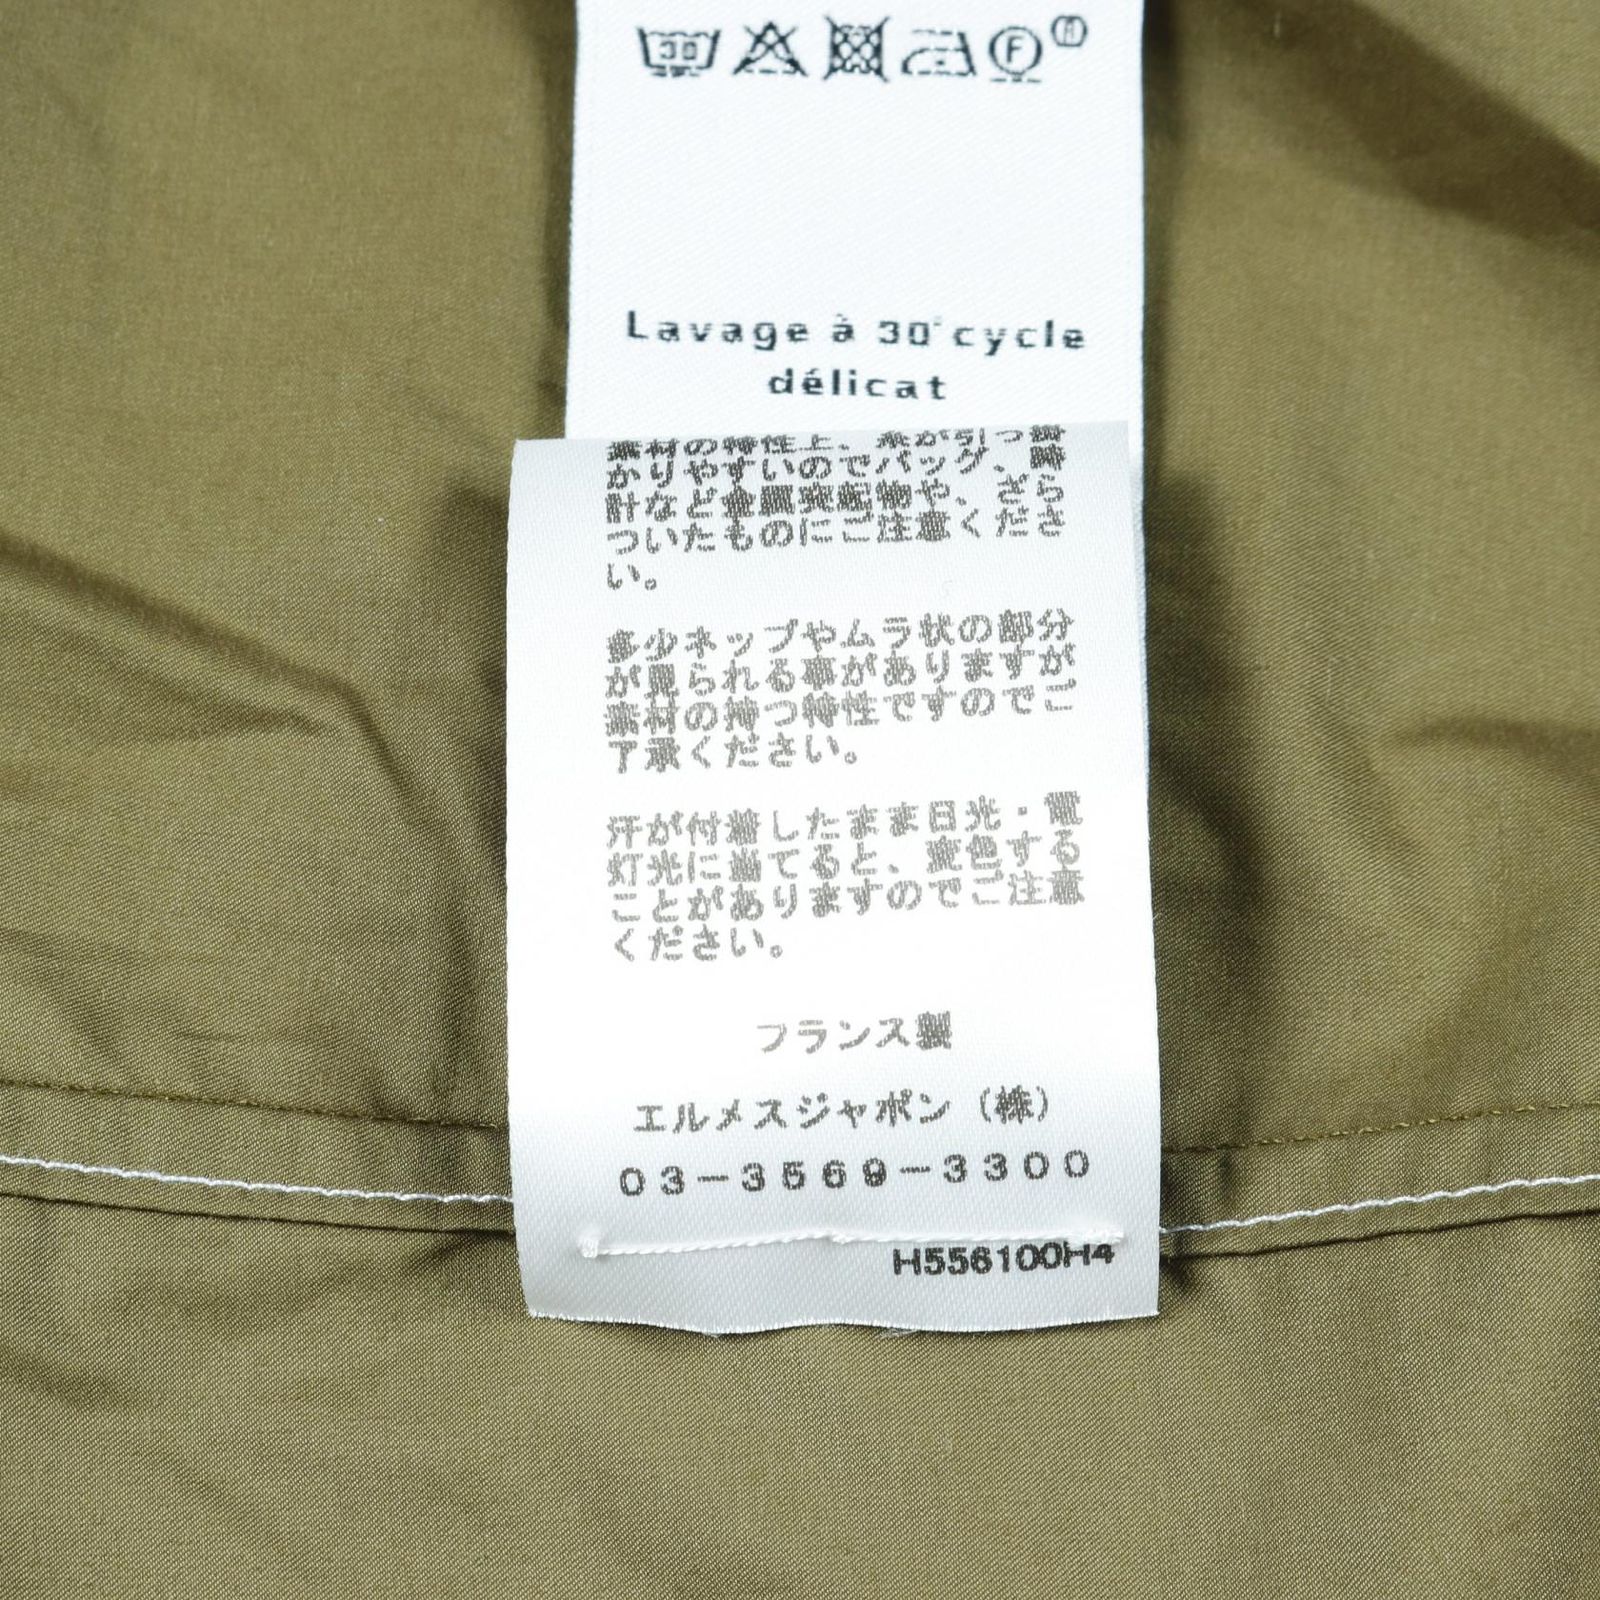 30
F
Lavage à 30° cycle
délicat
素材の特性上、糸が引っ掛
かりやすいのでバッグ、時
計など金属突起物や、ざら
ついたものにご注意くださ
い。
多少ネップやムラ状の部分
が見られる事がありますが
素材の持つ特性ですのでご
了承ください。
汗が付着したまま日光・電
灯光に当てると、変色する
ことがありますのでご注意
ください。
フランス製
エルメスジャポン（株）
03-3569-3300
H556100H4